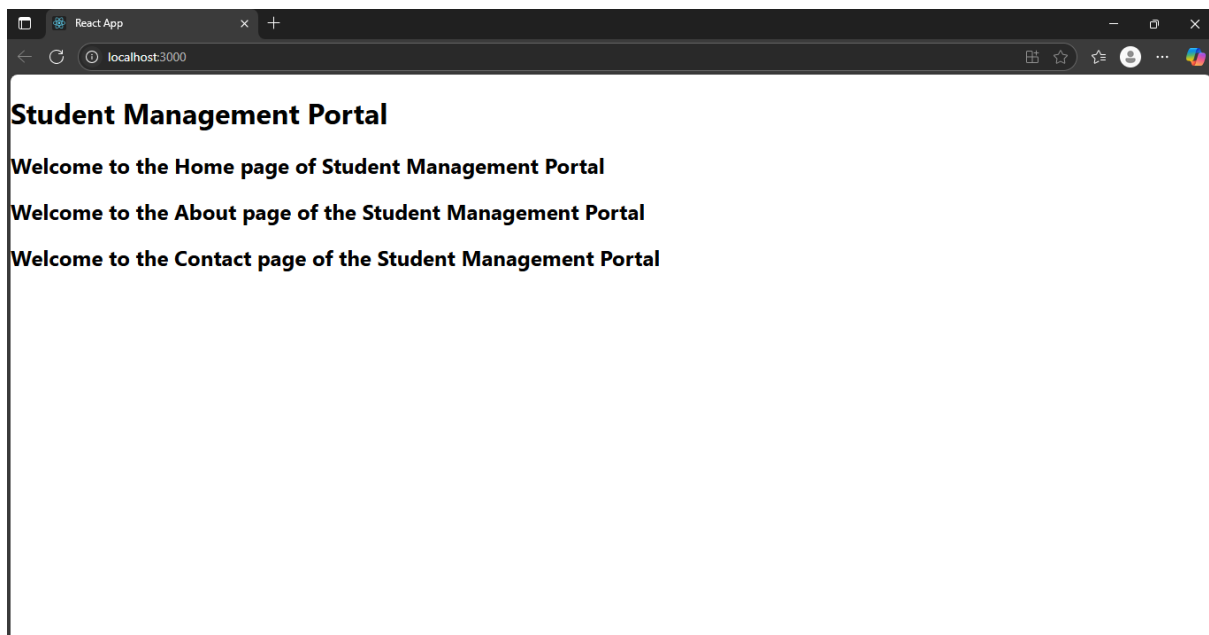 React App
localhost:3000
Student Management Portal
Welcome to the Home page of Student Management Portal
Welcome to the About page of the Student Management Portal
Welcome to the Contact page of the Student Management Portal